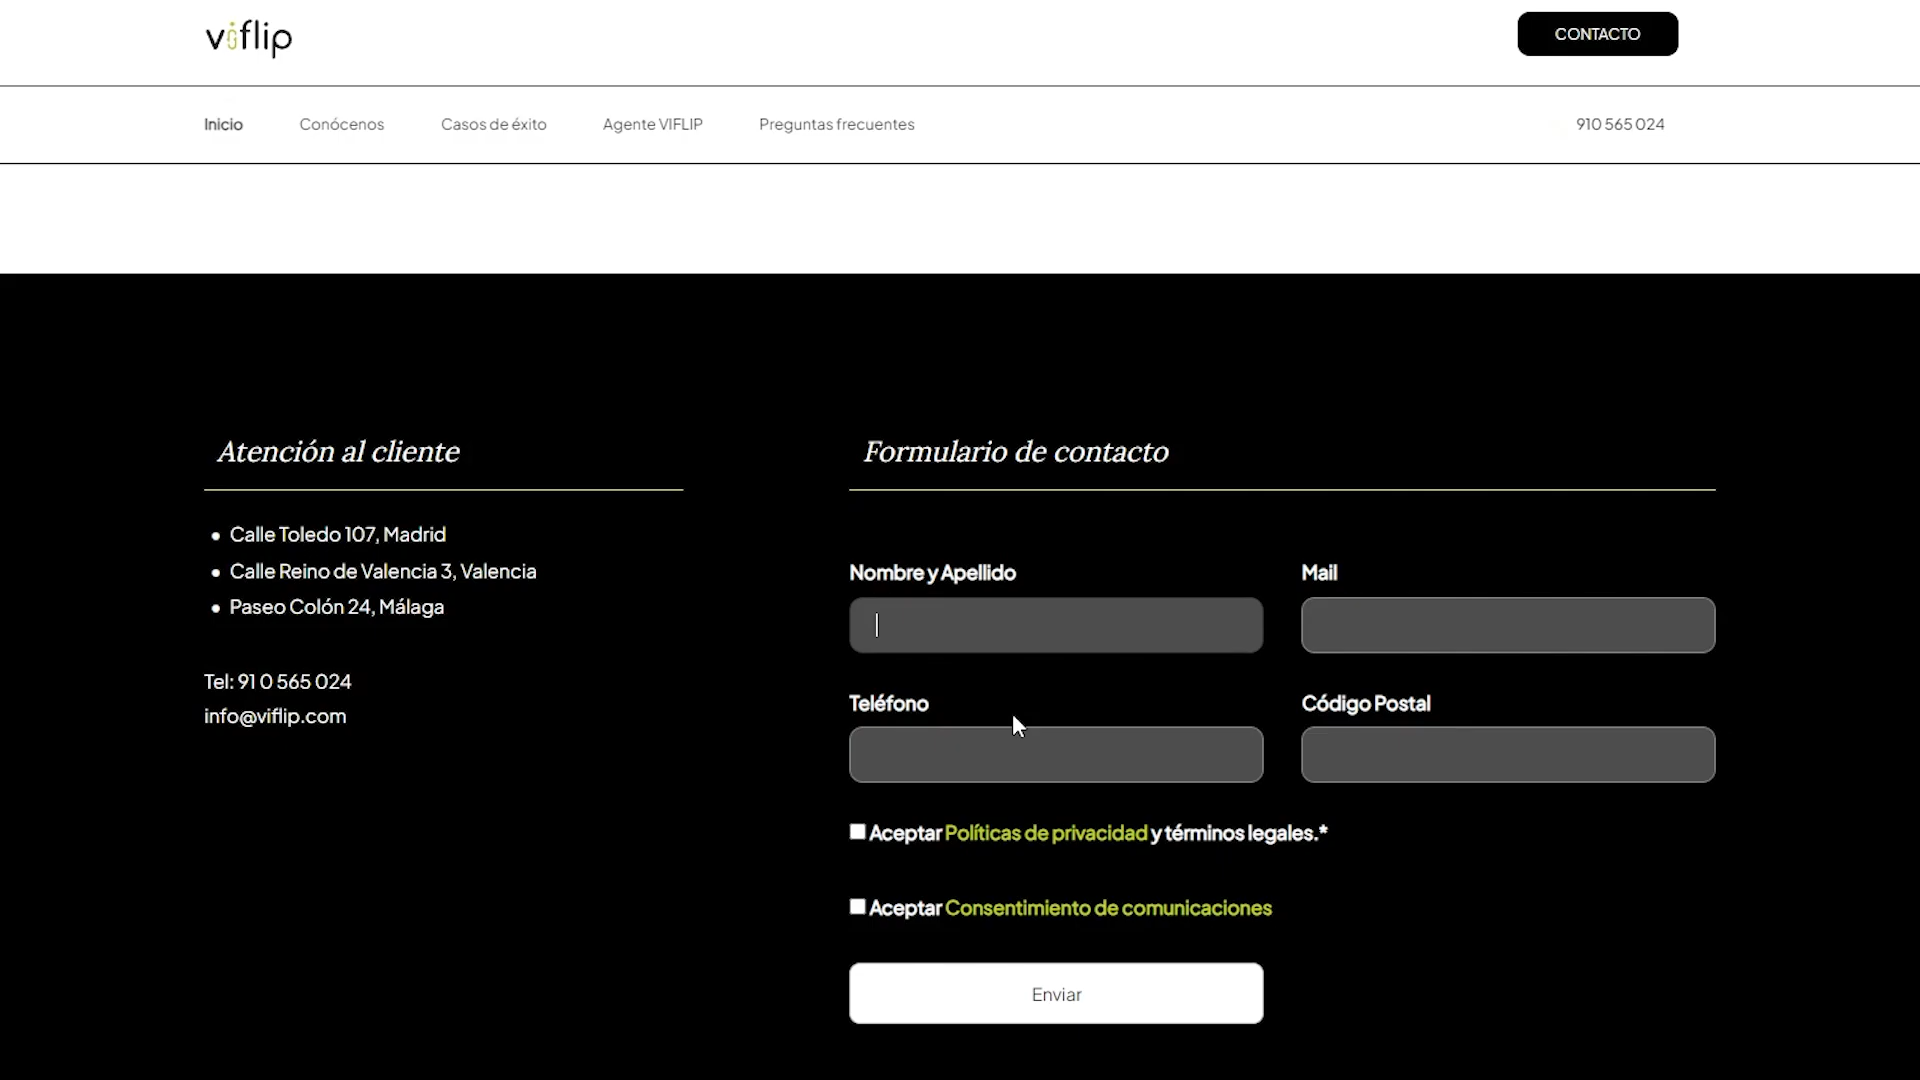 viflip
CONTACTO
Inicio
Conócenos
Casos de éxito
Agente VIFLIP
Preguntas frecuentes
910 565 024
Atención al cliente
Calle Toledo 107, Madrid
Calle Reino de Valencia 3, Valencia
Paseo Colón 24, Málaga
Tel: 91 0 565 024
info@viflip.com
Formulario de contacto
Nombre y Apellido
Mail
Teléfono
Código Postal
Aceptar Políticas de privacidad y términos legales.*
Aceptar Consentimiento de comunicaciones
Enviar